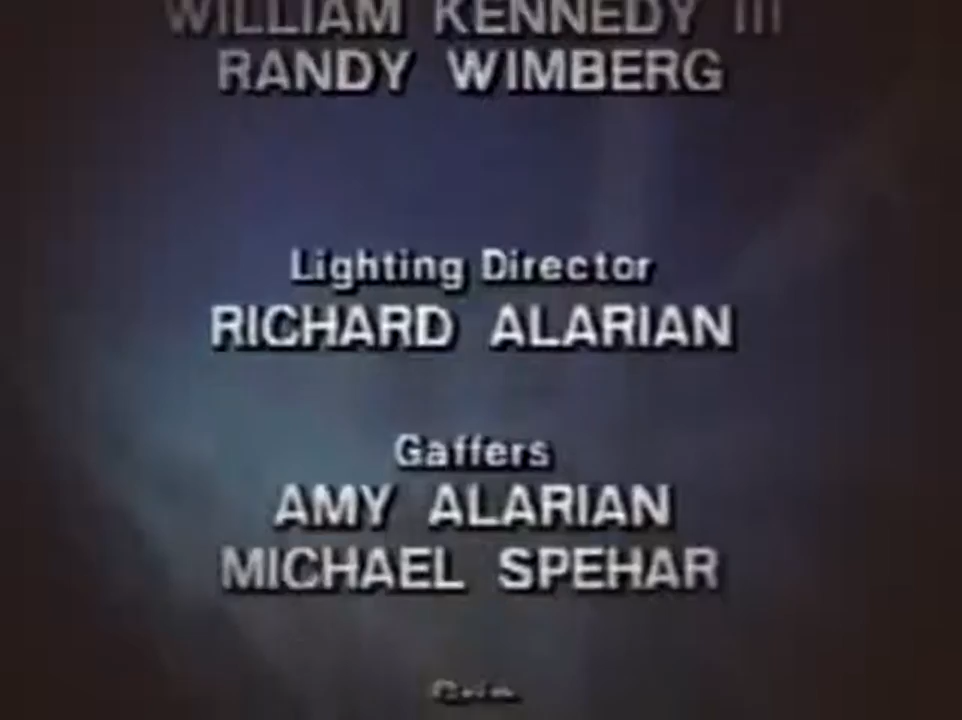 WILLIAM KENNEDY III
RANDY WIMBERG
Lighting Director
RICHARD ALARIAN
Gaffers
AMY ALARIAN
MICHAEL SPEHAR